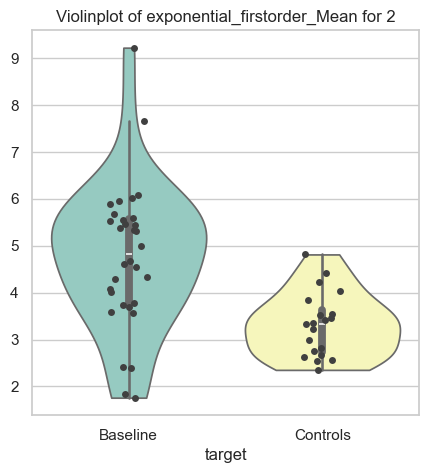 Violinplot of exponential_firstorder_Mean for 2
9
8
7
6
5
4
3
2
Baseline
Controls
target